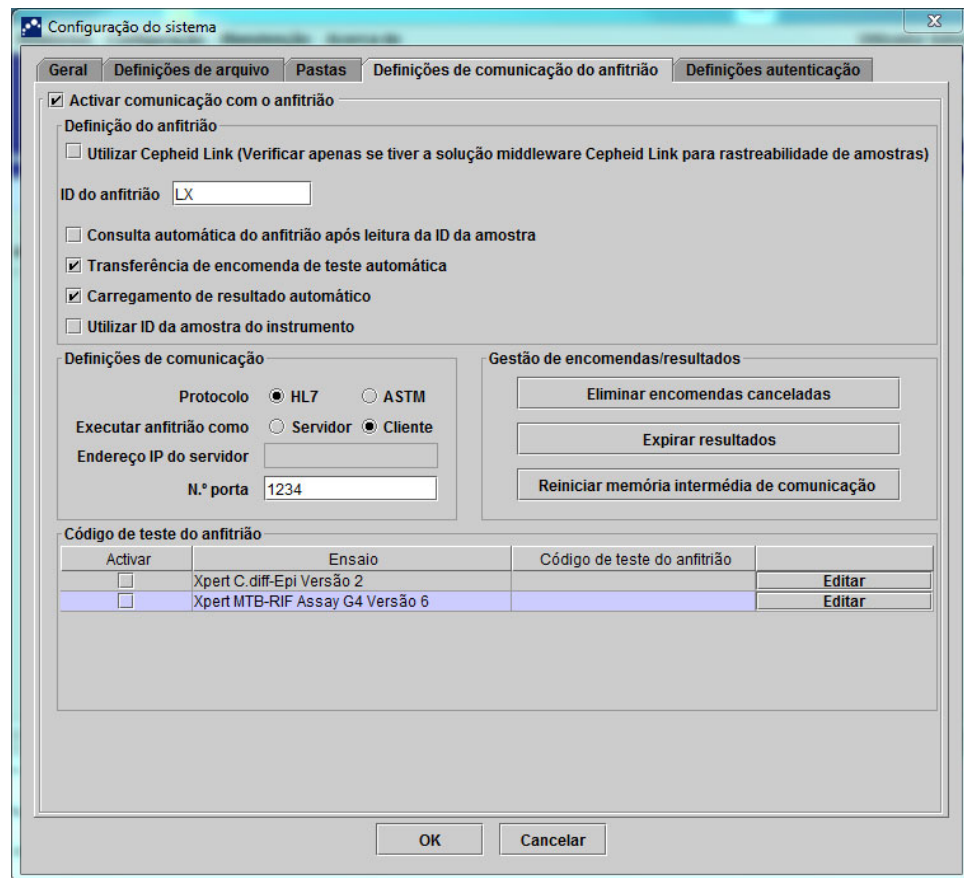 Configuração do sistema
Geral Definições de arquivo Pastas Definições de comunicação do anfitrião Definições autenticação
Activar comunicação com o anfitrião
Definição do anfitrião
Utilizar Cepheid Link (Verificar apenas se tiver a solução middleware Cepheid Link para rastreabilidade de amostras)
ID do anfitrião LX
Consulta automática do anfitrião após leitura da ID da amostra
Transferência de encomenda de teste automática
Carregamento de resultado automático
Utilizar ID da amostra do instrumento
Definições de comunicação
Protocolo HL7 ASTM
Executar anfitrião como Servidor Cliente
Endereço IP do servidor
N.º porta 1234
Gestão de encomendas/resultados
Eliminar encomendas canceladas
Expirar resultados
Reiniciar memória intermédia de comunicação
Código de teste do anfitrião
Activar Ensaio Código de teste do anfitrião
Xpert C.diff-Epi Versão 2 Editar
Xpert MTB-RIF Assay G4 Versão 6 Editar
OK Cancelar